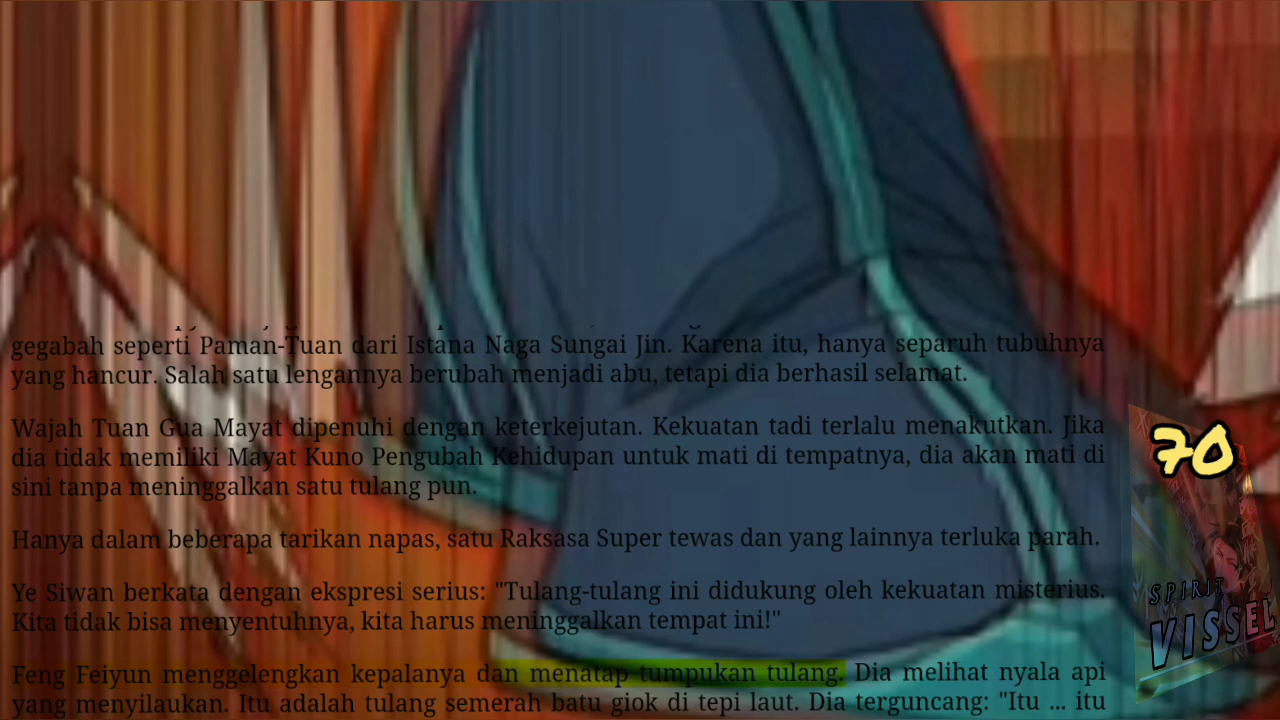 gegabah seperti Paman-Tuan dari Istana Naga Sungai Jin. Karena itu, hanya separuh tubuhnya
yang hancur. Salah satu lengannya berubah menjadi abu, tetapi dia berhasil selamat.
Wajah Tuan Gua Mayat dipenuhi dengan keterkejutan. Kekuatan tadi terlalu menakutkan. Jika
dia tidak memiliki Mayat Kuno Pengubah Kehidupan untuk mati di tempatnya, dia akan mati di
sini tanpa meninggalkan satu tulang pun.
Hanya dalam beberapa tarikan napas, satu Raksasa Super tewas dan yang lainnya terluka parah.
Ye Siwan berkata dengan ekspresi serius: "Tulang-tulang ini didukung oleh kekuatan misterius.
Kita tidak bisa menyentuhnya, kita harus meninggalkan tempat ini!"
Feng Feiyun menggelengkan kepalanya dan menatap tumpukan tulang. Dia melihat nyala api
yang menyilaukan. Itu adalah tulang semerah batu giok di tepi laut. Dia terguncang: "Itu ... itu
70
SPIRIT
VISSEL